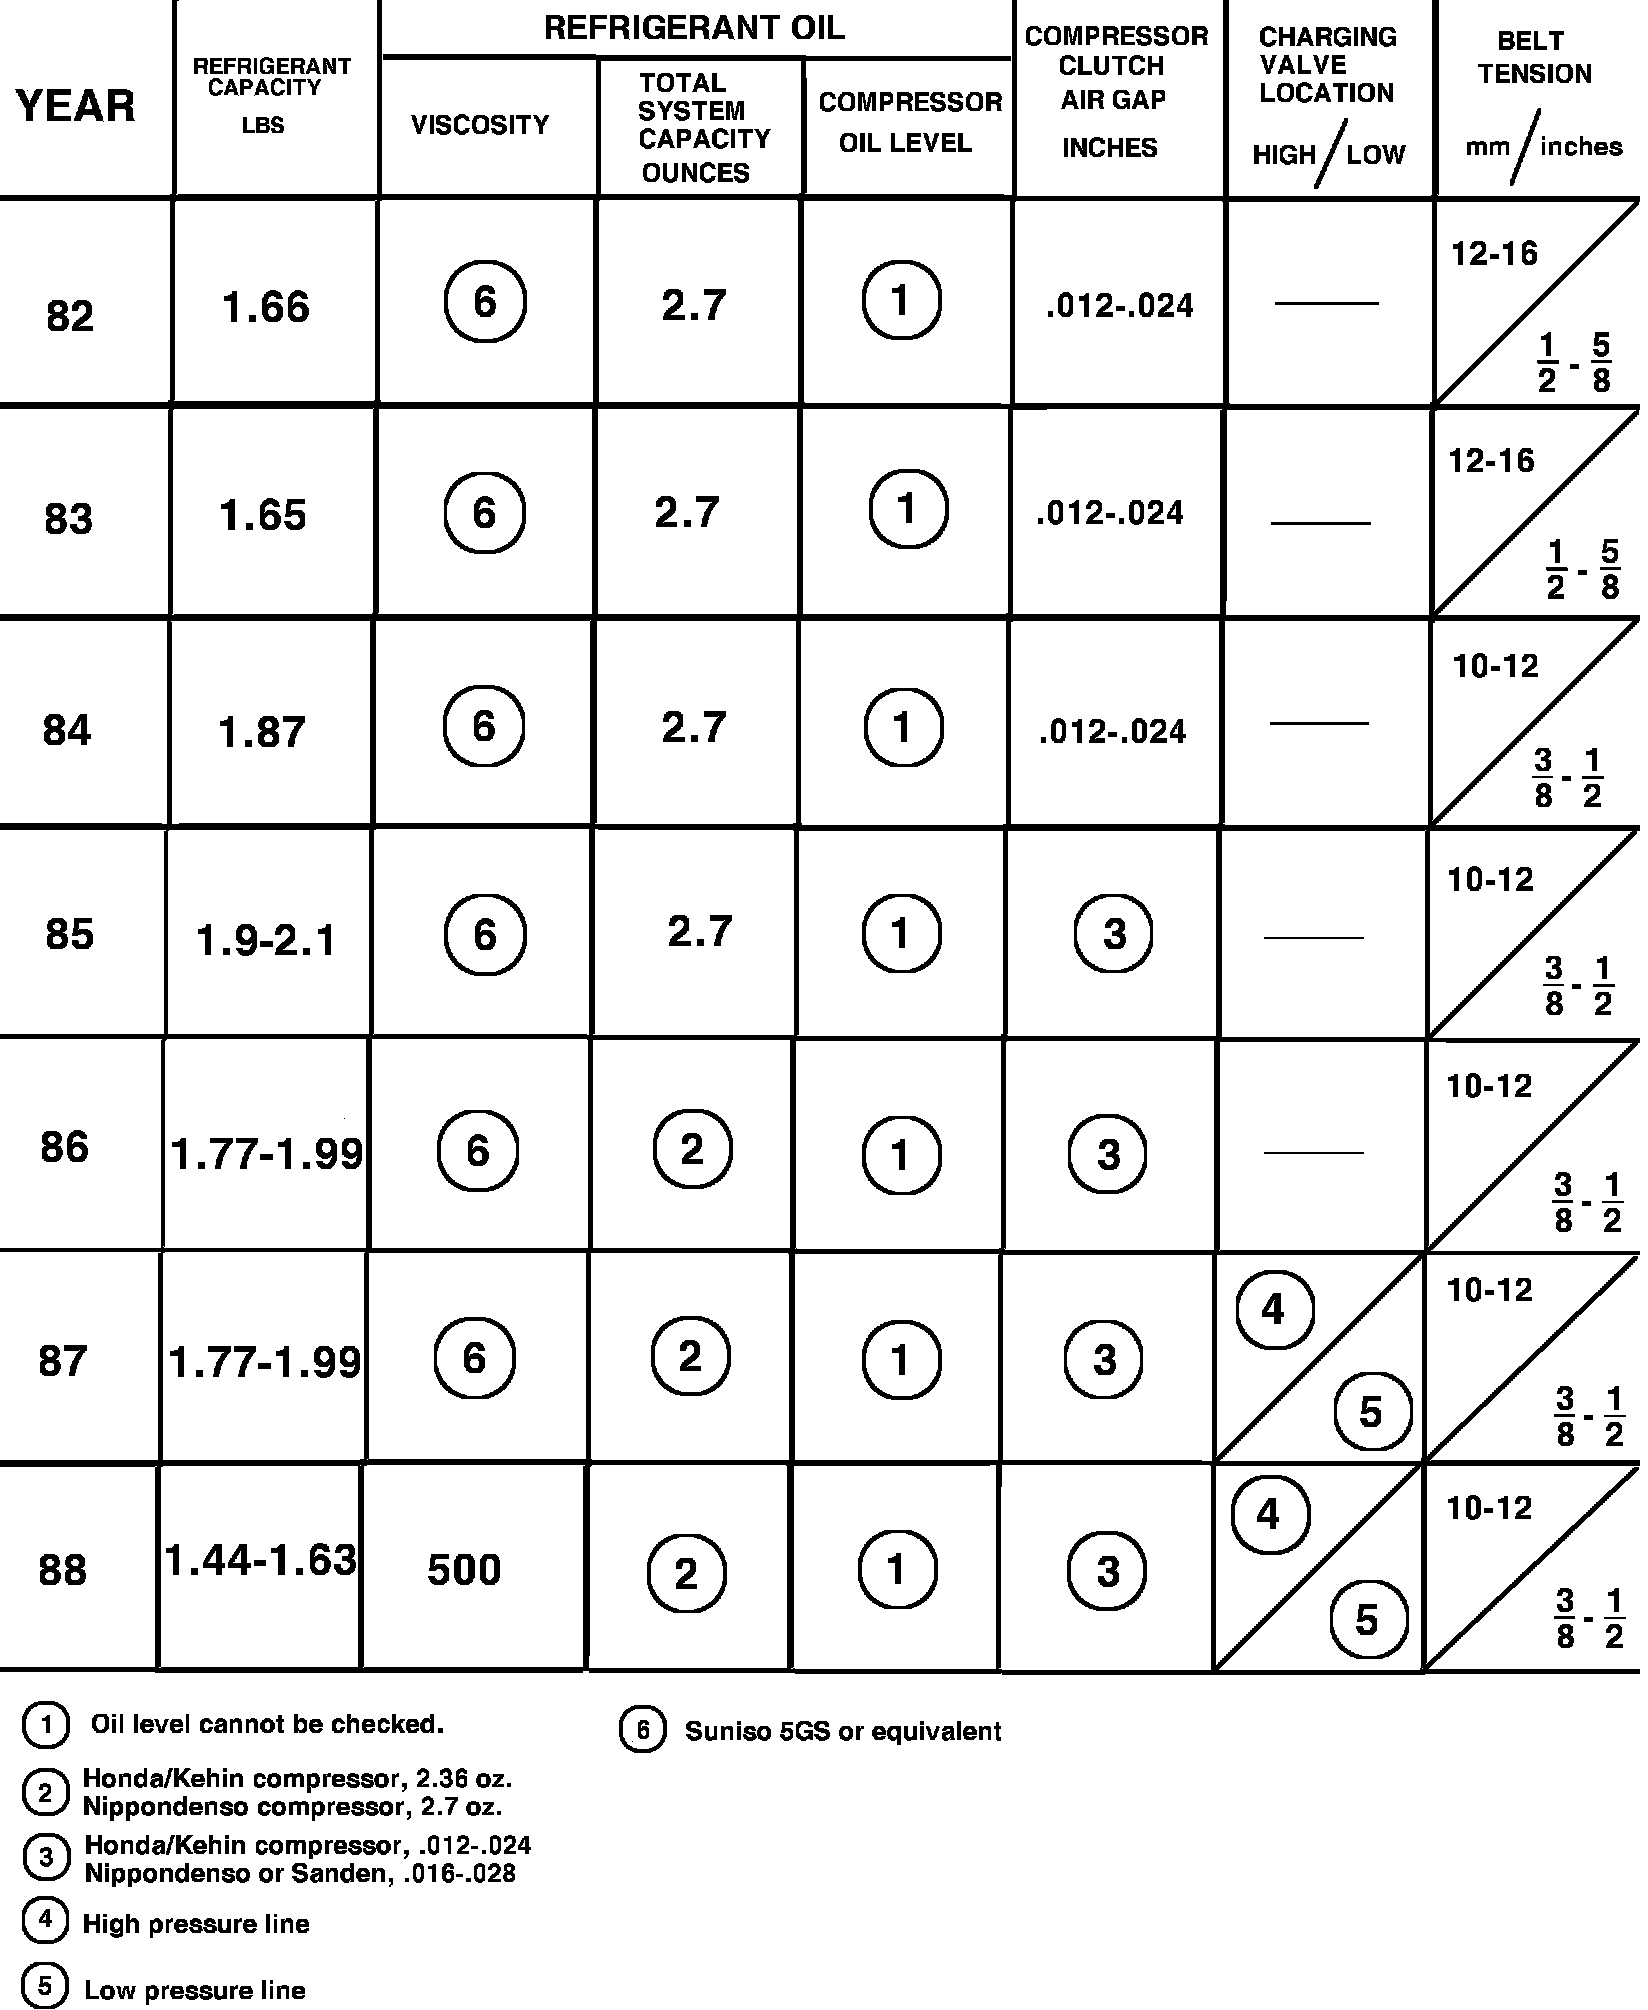 YEAR
REFRIGERANT
CAPACITY
LBS
REFRIGERANT OIL
VISCOSITY
TOTAL
SYSTEM
CAPACITY
OUNCES
COMPRESSOR
OIL LEVEL
COMPRESSOR
CLUTCH
AIR GAP
INCHES
CHARGING
VALVE
LOCATION
HIGH / LOW
BELT
TENSION
mm / inches
82 1.66 6 2.7 1 .012-.024 — 12-16 1/2 - 5/8
83 1.65 6 2.7 1 .012-.024 — 12-16 1/2 - 5/8
84 1.87 6 2.7 1 .012-.024 — 10-12 3/8 - 1/2
85 1.9-2.1 6 2.7 1 3 — 10-12 3/8 - 1/2
86 1.77-1.99 6 2 1 3 — 10-12 3/8 - 1/2
87 1.77-1.99 6 2 1 3 4 5 10-12 3/8 - 1/2
88 1.44-1.63 500 2 1 3 4 5 10-12 3/8 - 1/2
1 Oil level cannot be checked.
2 Honda/Kehin compressor, 2.36 oz.
Nippondenso compressor, 2.7 oz.
3 Honda/Kehin compressor, .012-.024
Nippondenso or Sanden, .016-.028
4 High pressure line
5 Low pressure line
6 Suniso 5GS or equivalent